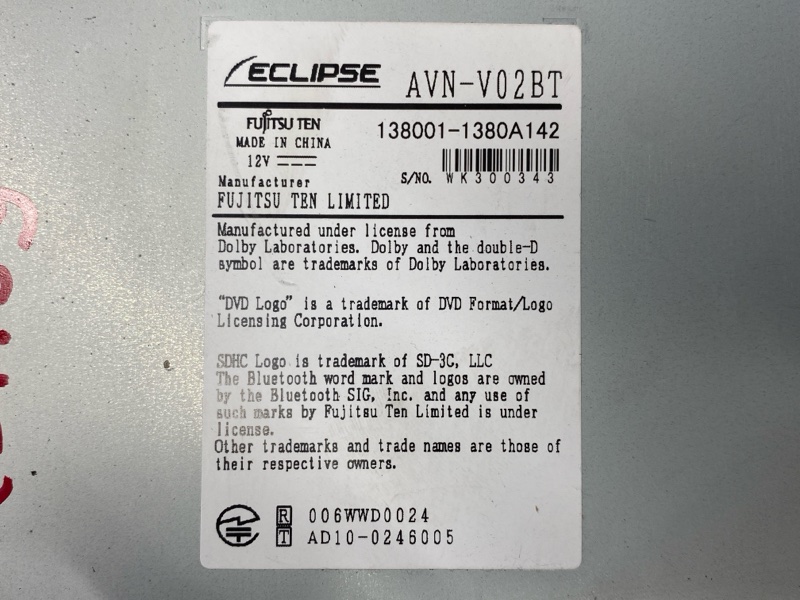 ECLIPSE AVN-V02BT
FUJITSU TEN 138001-1380A142
MADE IN CHINA
12V
S/NO. WK300343
Manufacturer
FUJITSU TEN LIMITED
Manufactured under license from
Dolby Laboratories. Dolby and the double-D
symbol are trademarks of Dolby Laboratories.
“DVD Logo” is a trademark of DVD Format/Logo
Licensing Corporation.
SDHC Logo is trademark of SD-3C, LLC
The Bluetooth word mark and logos are owned
by the Bluetooth SIG, Inc. and any use of
such marks by Fujitsu Ten Limited is under
license.
Other trademarks and trade names are those of
their respective owners.
R 006WWD0024
T AD10-0246005